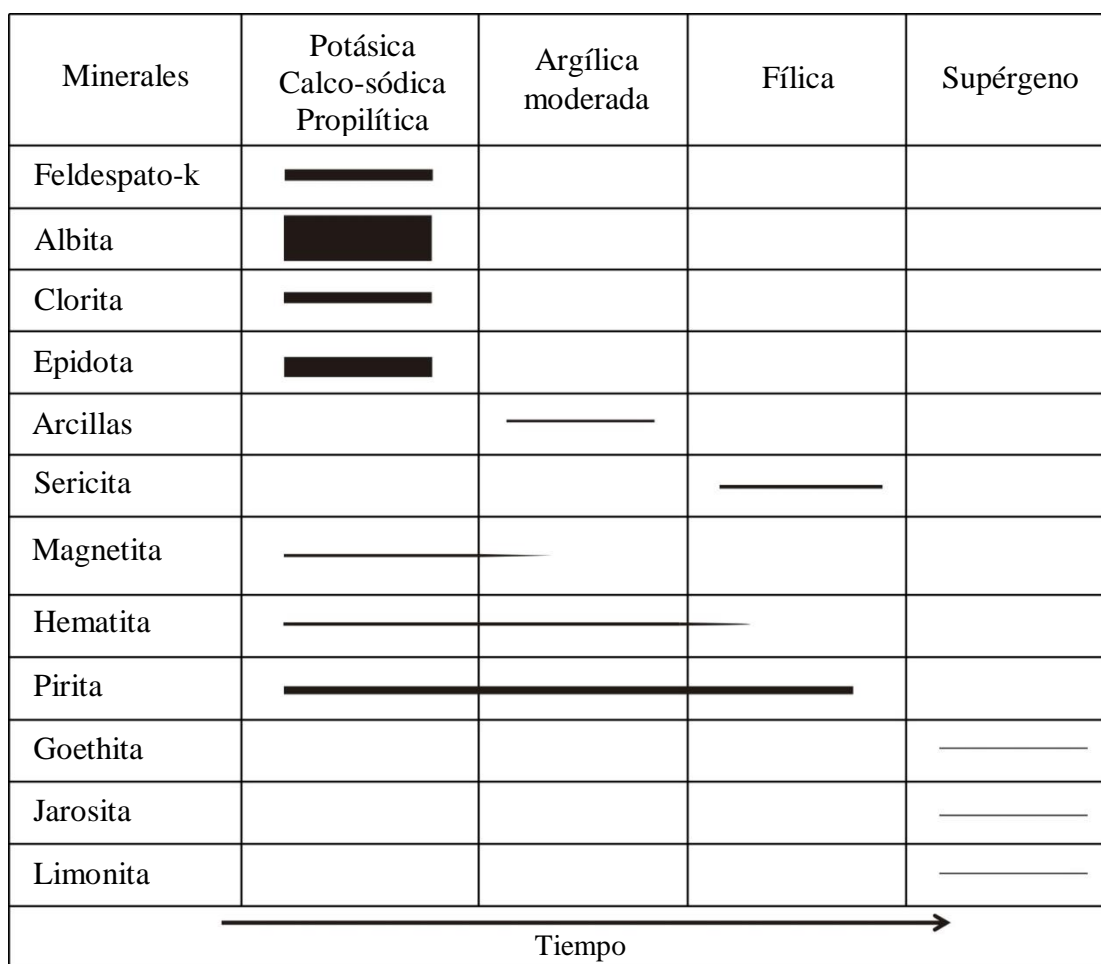 Minerales
Potásica
Calco-sódica
Propilítica
Argílica
moderada
Fílica
Supérgeno
Feldespato-k
Albita
Clorita
Epidota
Arcillas
Sericita
Magnetita
Hematita
Pirita
Goethita
Jarosita
Limonita
Tiempo